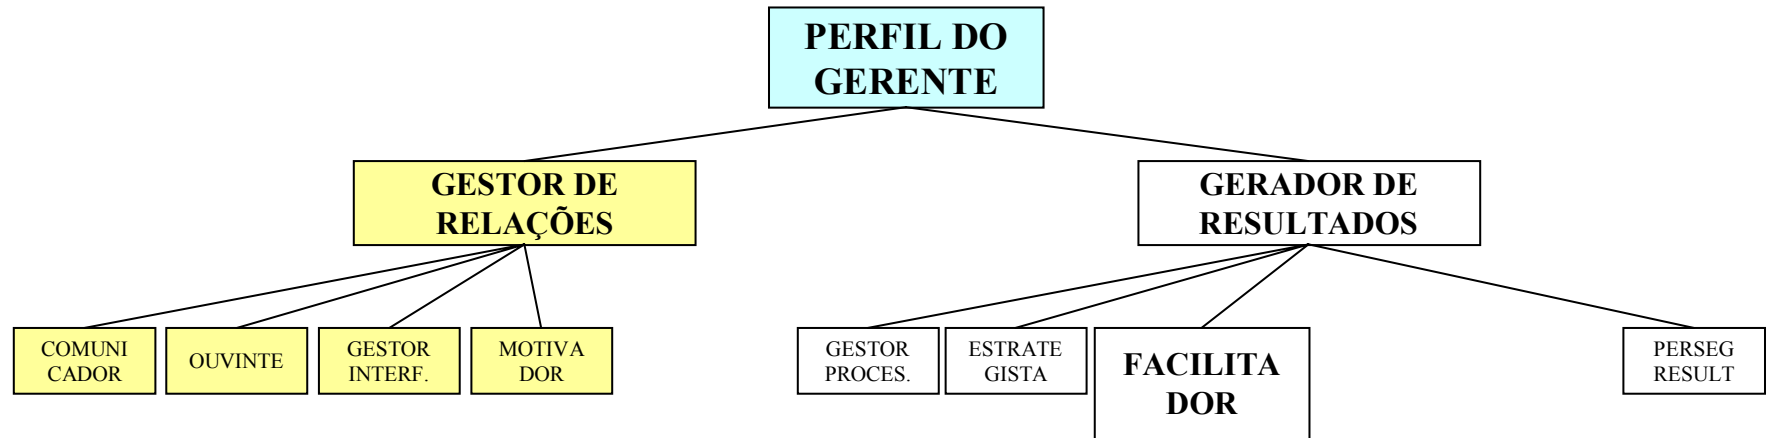 PERFIL DO
GERENTE
GESTOR DE
RELAÇÕES
GERADOR DE
RESULTADOS
COMUNI
CADOR
OUVINTE
GESTOR
INTERF.
MOTIVA
DOR
GESTOR
PROCES.
ESTRATE
GISTA
FACILITA
DOR
PERSEG
RESULT